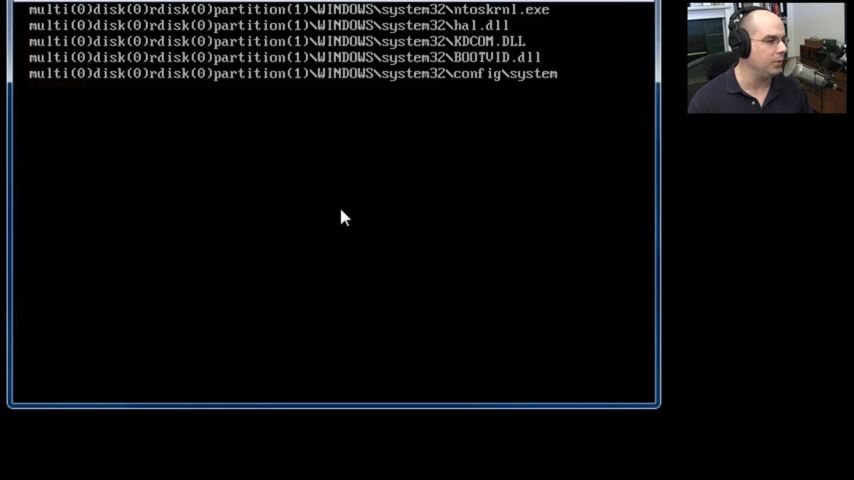 multi(0)disk(0)rdisk(0)partition(1)\WINDOWS\system32\ntoskrnl.exe
multi(0)disk(0)rdisk(0)partition(1)\WINDOWS\system32\hal.dll
multi(0)disk(0)rdisk(0)partition(1)\WINDOWS\system32\KDCOM.DLL
multi(0)disk(0)rdisk(0)partition(1)\WINDOWS\system32\BOOTVID.dll
multi(0)disk(0)rdisk(0)partition(1)\WINDOWS\system32\config\system